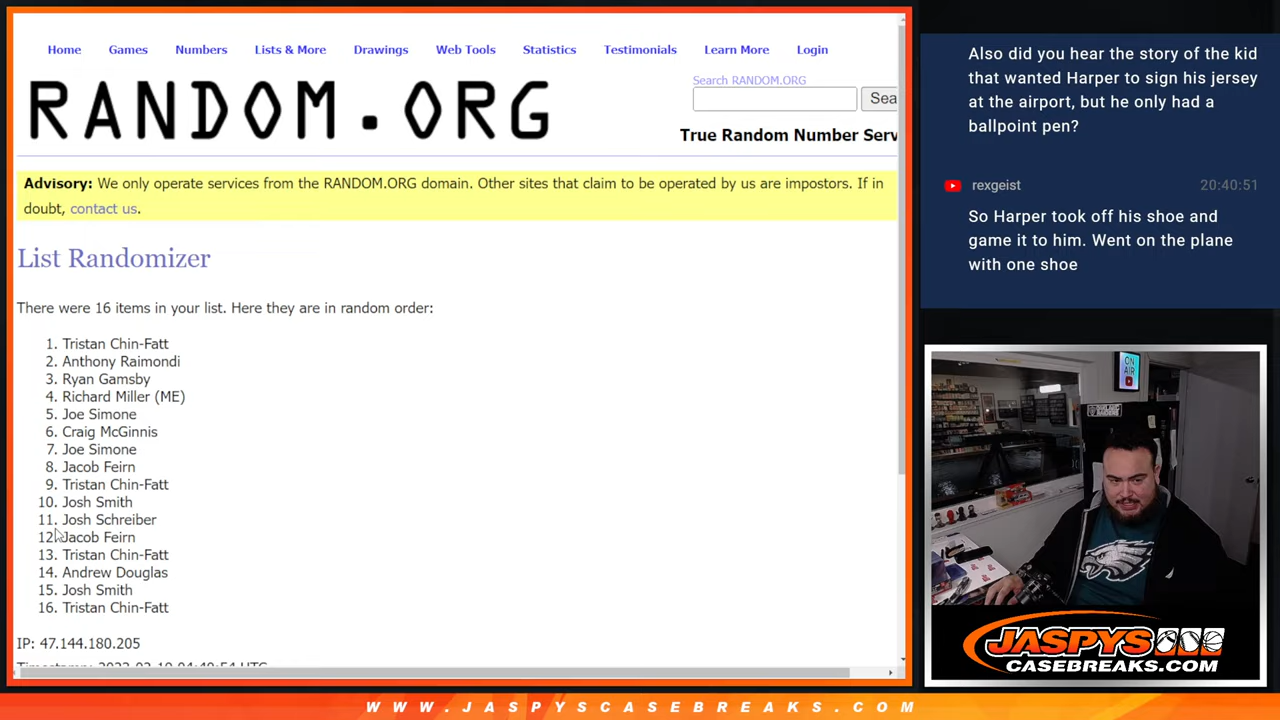 Home Games Numbers Lists & More Drawings Web Tools Statistics Testimonials Learn More Login
RANDOM.ORG
Search RANDOM.ORG
Sea
True Random Number Serv
Advisory: We only operate services from the RANDOM.ORG domain. Other sites that claim to be operated by us are impostors. If in
doubt, contact us.
List Randomizer
There were 16 items in your list. Here they are in random order:
1. Tristan Chin-Fatt
2. Anthony Raimondi
3. Ryan Gamsby
4. Richard Miller (ME)
5. Joe Simone
6. Craig McGinnis
7. Joe Simone
8. Jacob Feirn
9. Tristan Chin-Fatt
10. Josh Smith
11. Josh Schreiber
12. Jacob Feirn
13. Tristan Chin-Fatt
14. Andrew Douglas
15. Josh Smith
16. Tristan Chin-Fatt
IP: 47.144.180.205
Also did you hear the story of the kid
that wanted Harper to sign his jersey
at the airport, but he only had a
ballpoint pen?
rexgeist 20:40:51
So Harper took off his shoe and
game it to him. Went on the plane
with one shoe
ON
AIR
JASPYS
CASEBREAKS.COM
WWW.JASPYSCASEBREAKS.COM